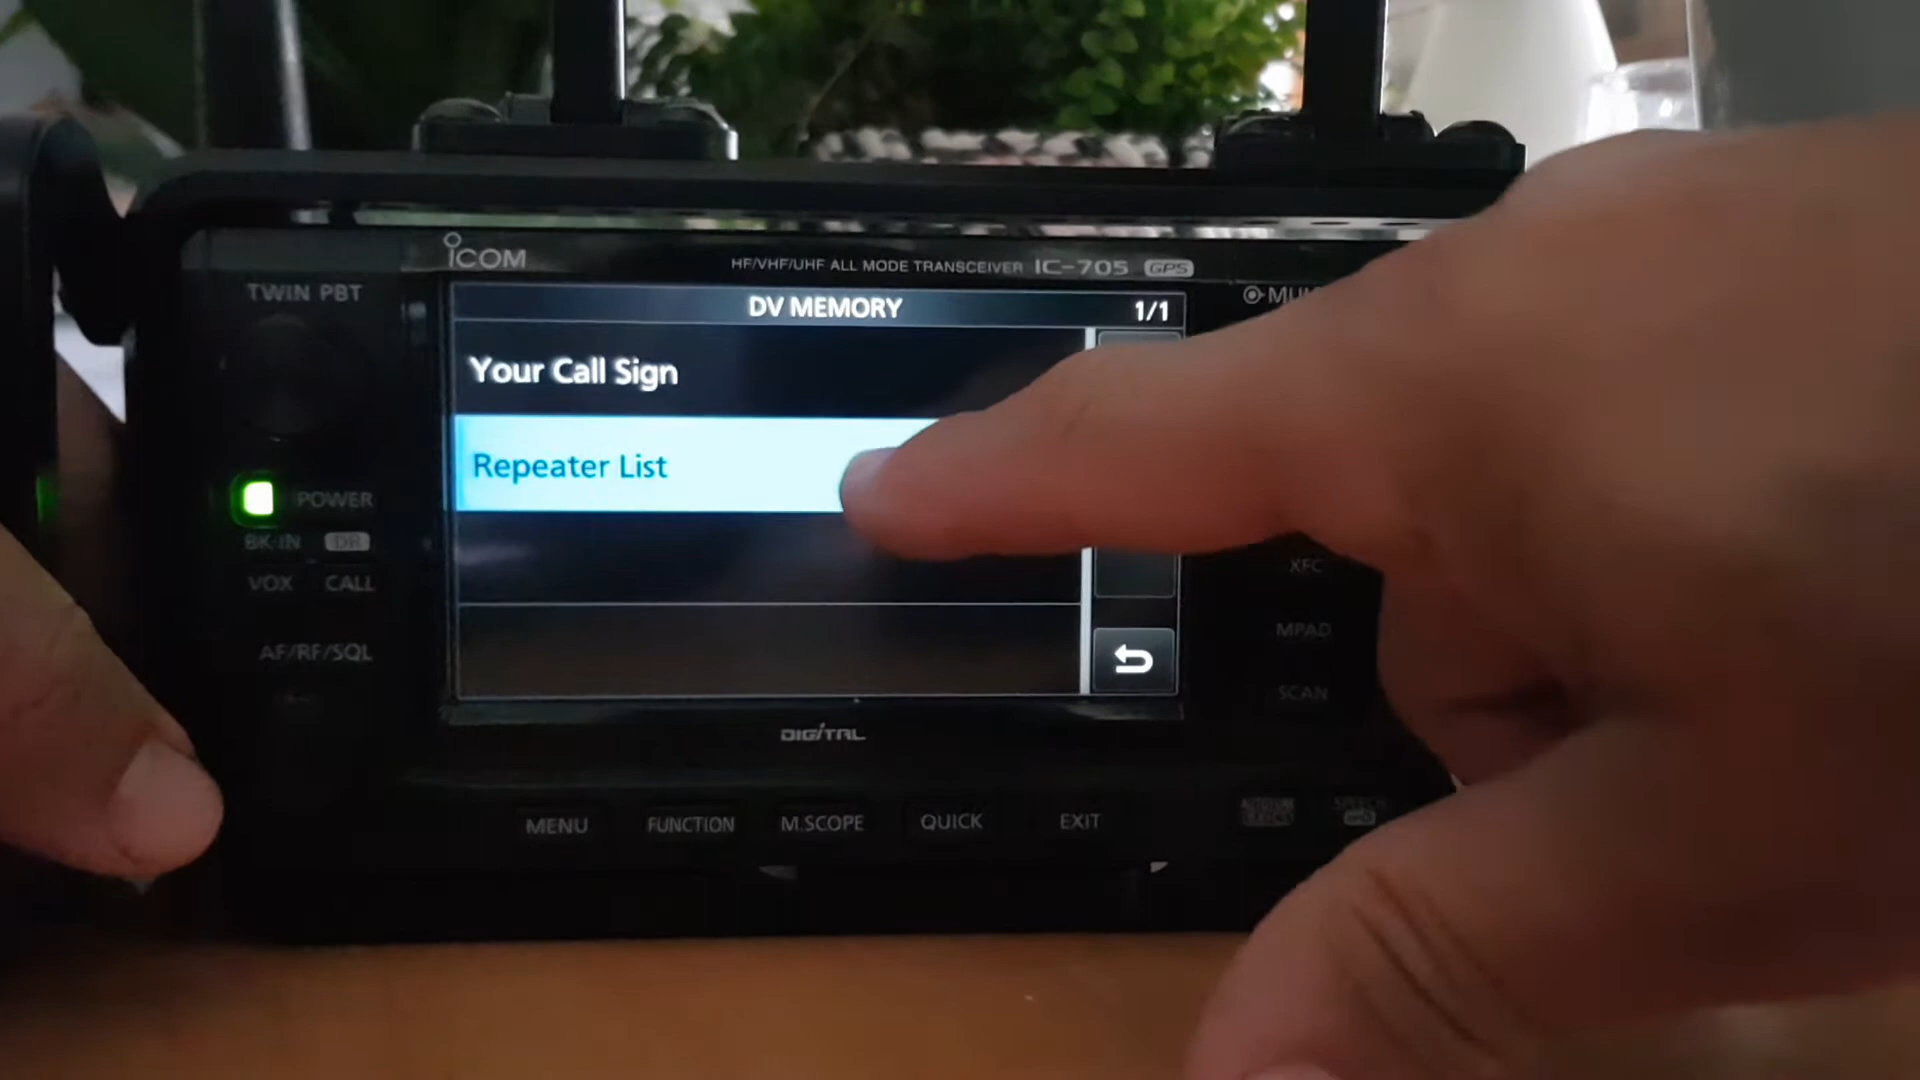 ICOM
HF/VHF/UHF ALL MODE TRANSCEIVER IC-705 GPS
TWIN PBT
DV MEMORY 1/1
Your Call Sign
Repeater List
POWER
BK-IN DR
VOX CALL
AF/RF/SQL
XFC
MPAD
SCAN
DIGITAL
MENU FUNCTION M.SCOPE QUICK EXIT
SPEECH